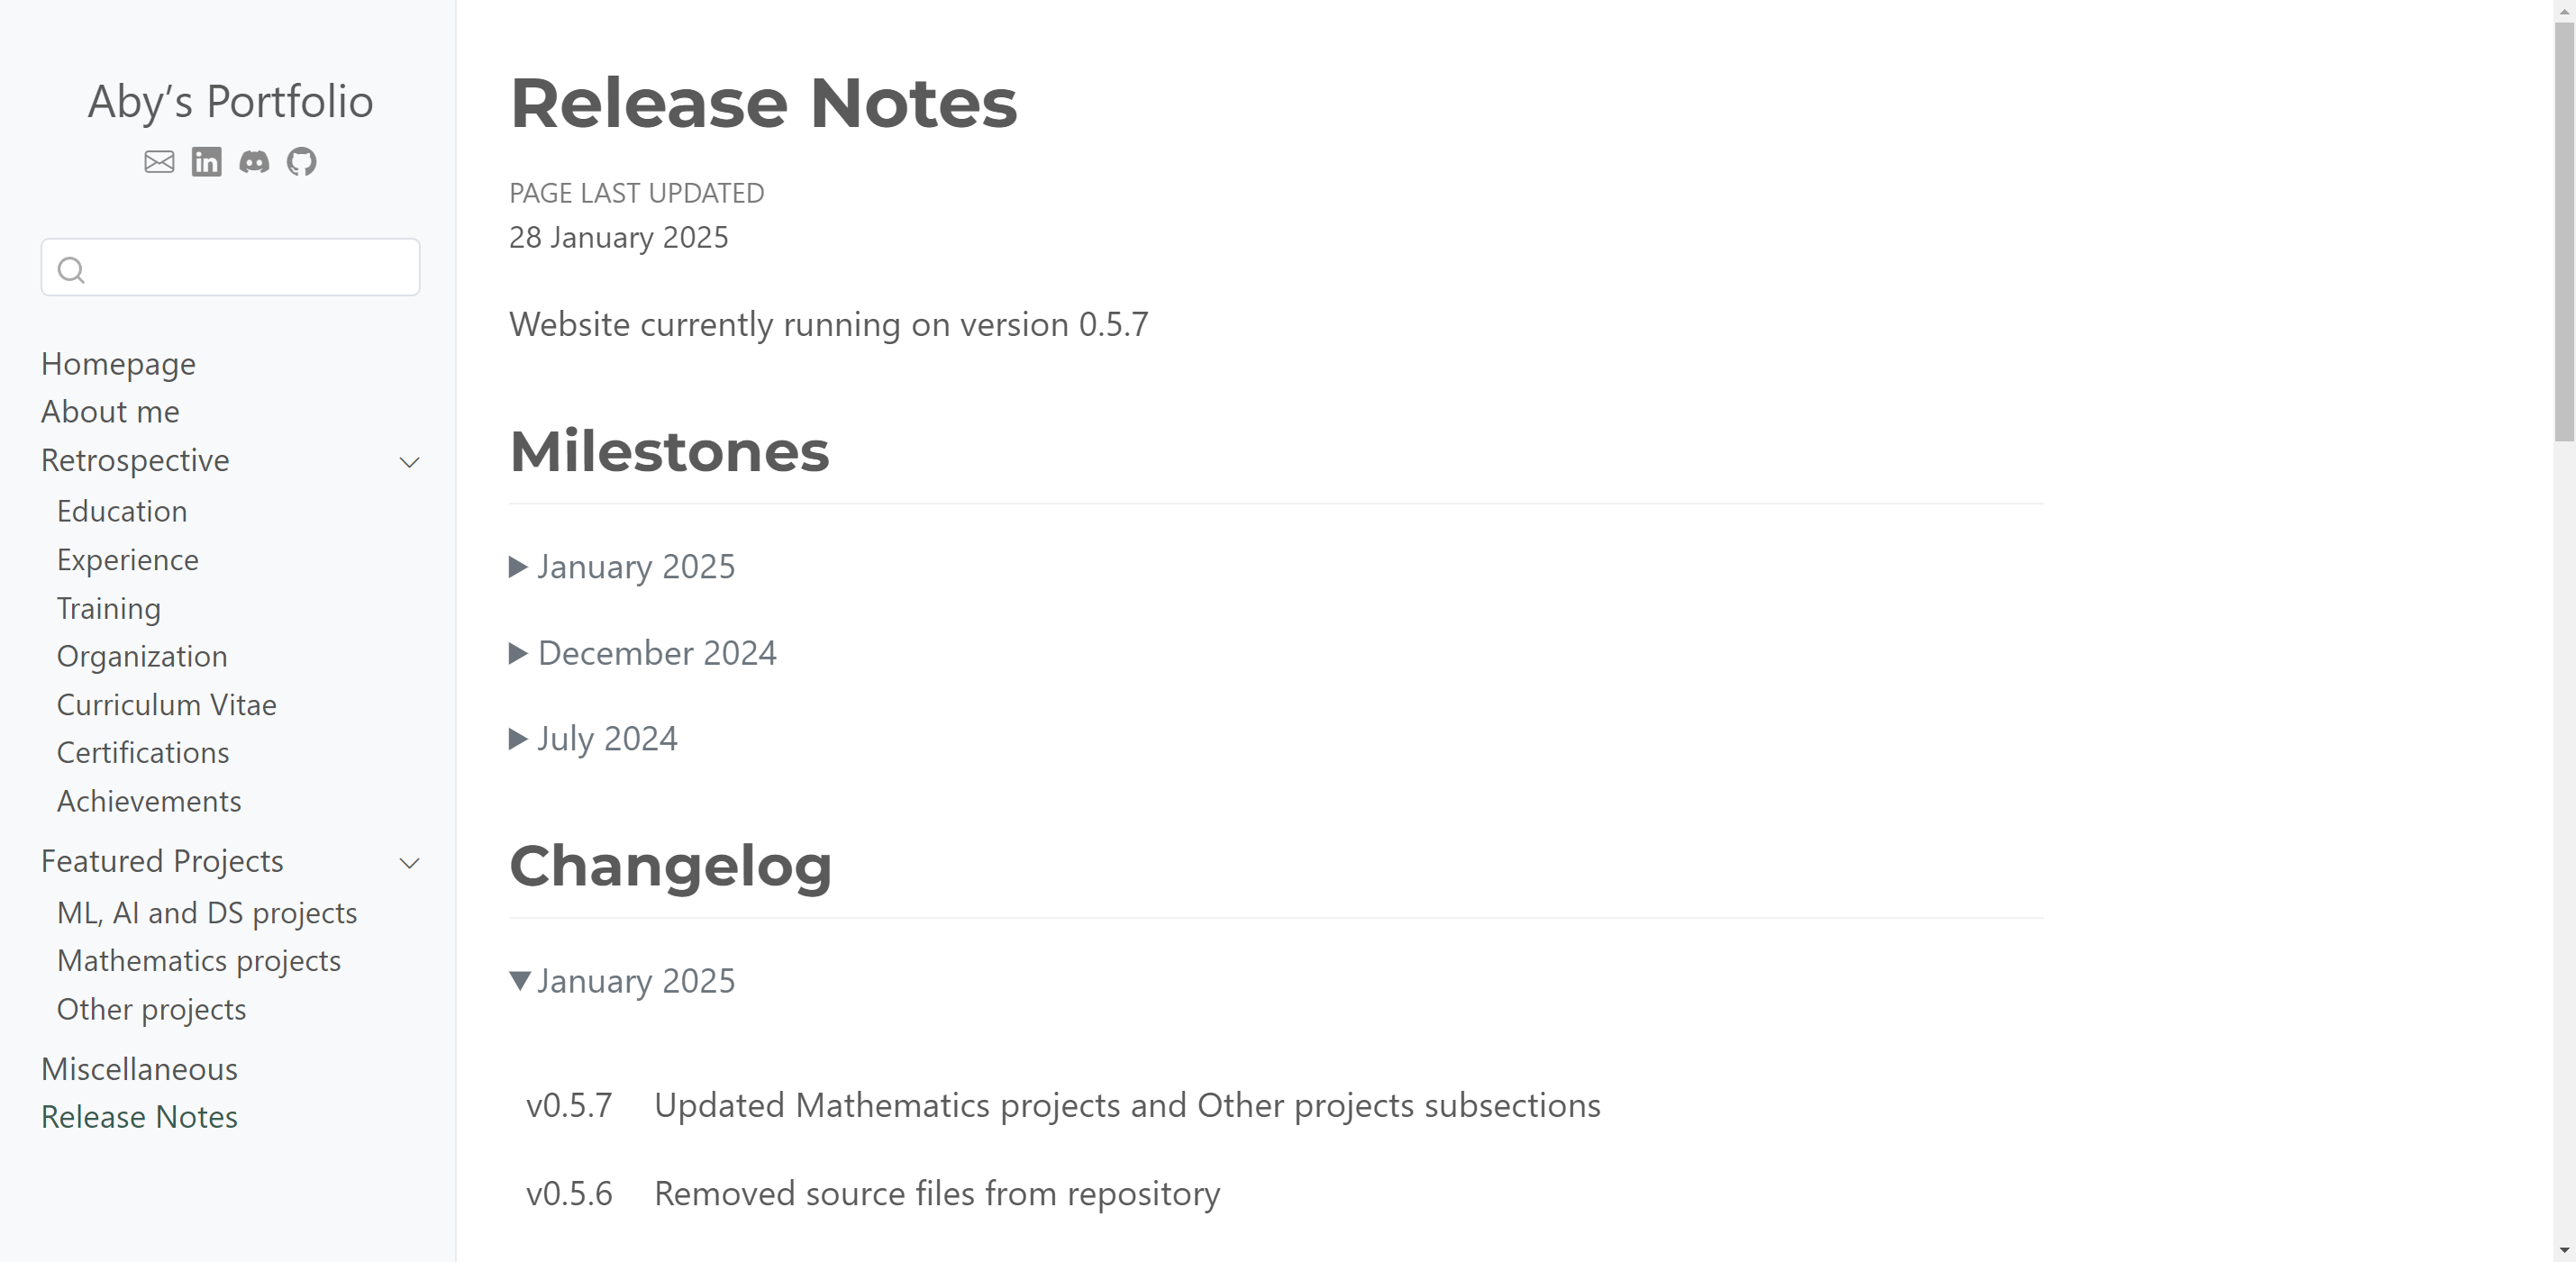 Aby's Portfolio
Homepage
About me
Retrospective
Education
Experience
Training
Organization
Curriculum Vitae
Certifications
Achievements
Featured Projects
ML, AI and DS projects
Mathematics projects
Other projects
Miscellaneous
Release Notes
Release Notes
PAGE LAST UPDATED
28 January 2025
Website currently running on version 0.5.7
Milestones
January 2025
December 2024
July 2024
Changelog
January 2025
v0.5.7 Updated Mathematics projects and Other projects subsections
v0.5.6 Removed source files from repository